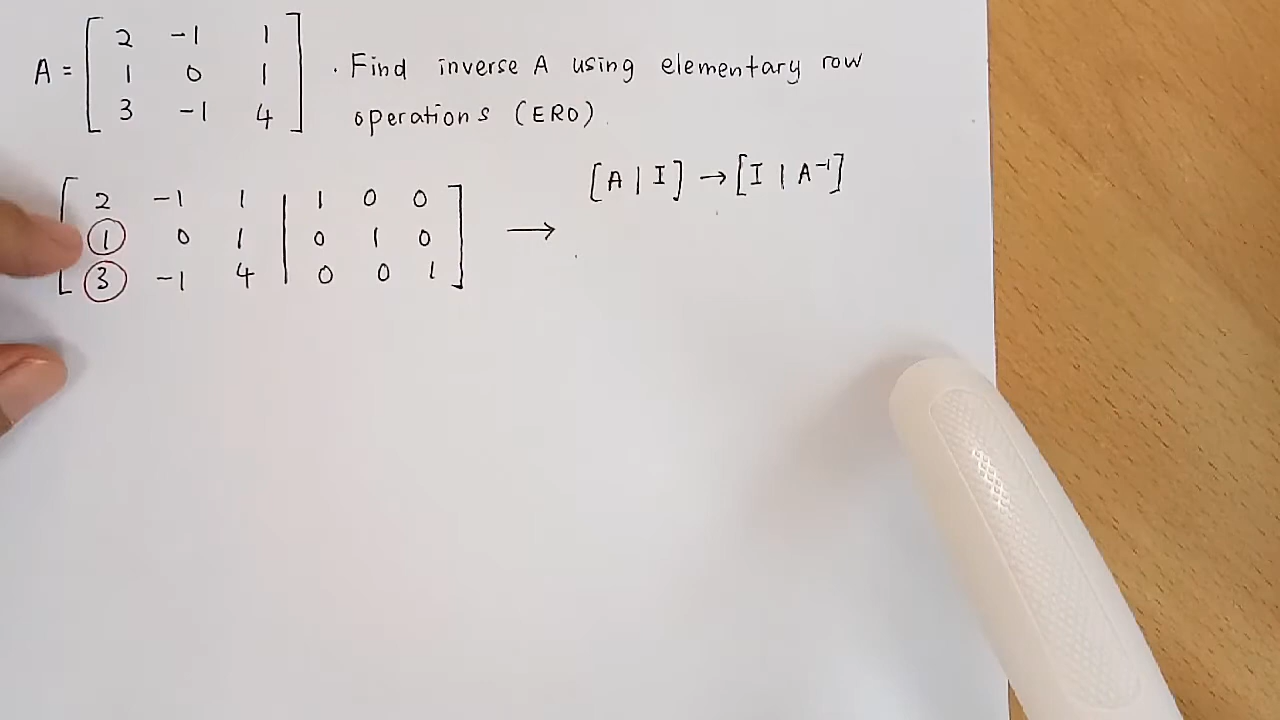 A = [ 2 -1 1
1 0 1
3 -1 4 ] . Find inverse A using elementary row
operations (ERO).
[A | I] → [I | A⁻¹]
[ 2 -1 1 | 1 0 0
1 0 1 | 0 1 0
3 -1 4 | 0 0 1 ] →